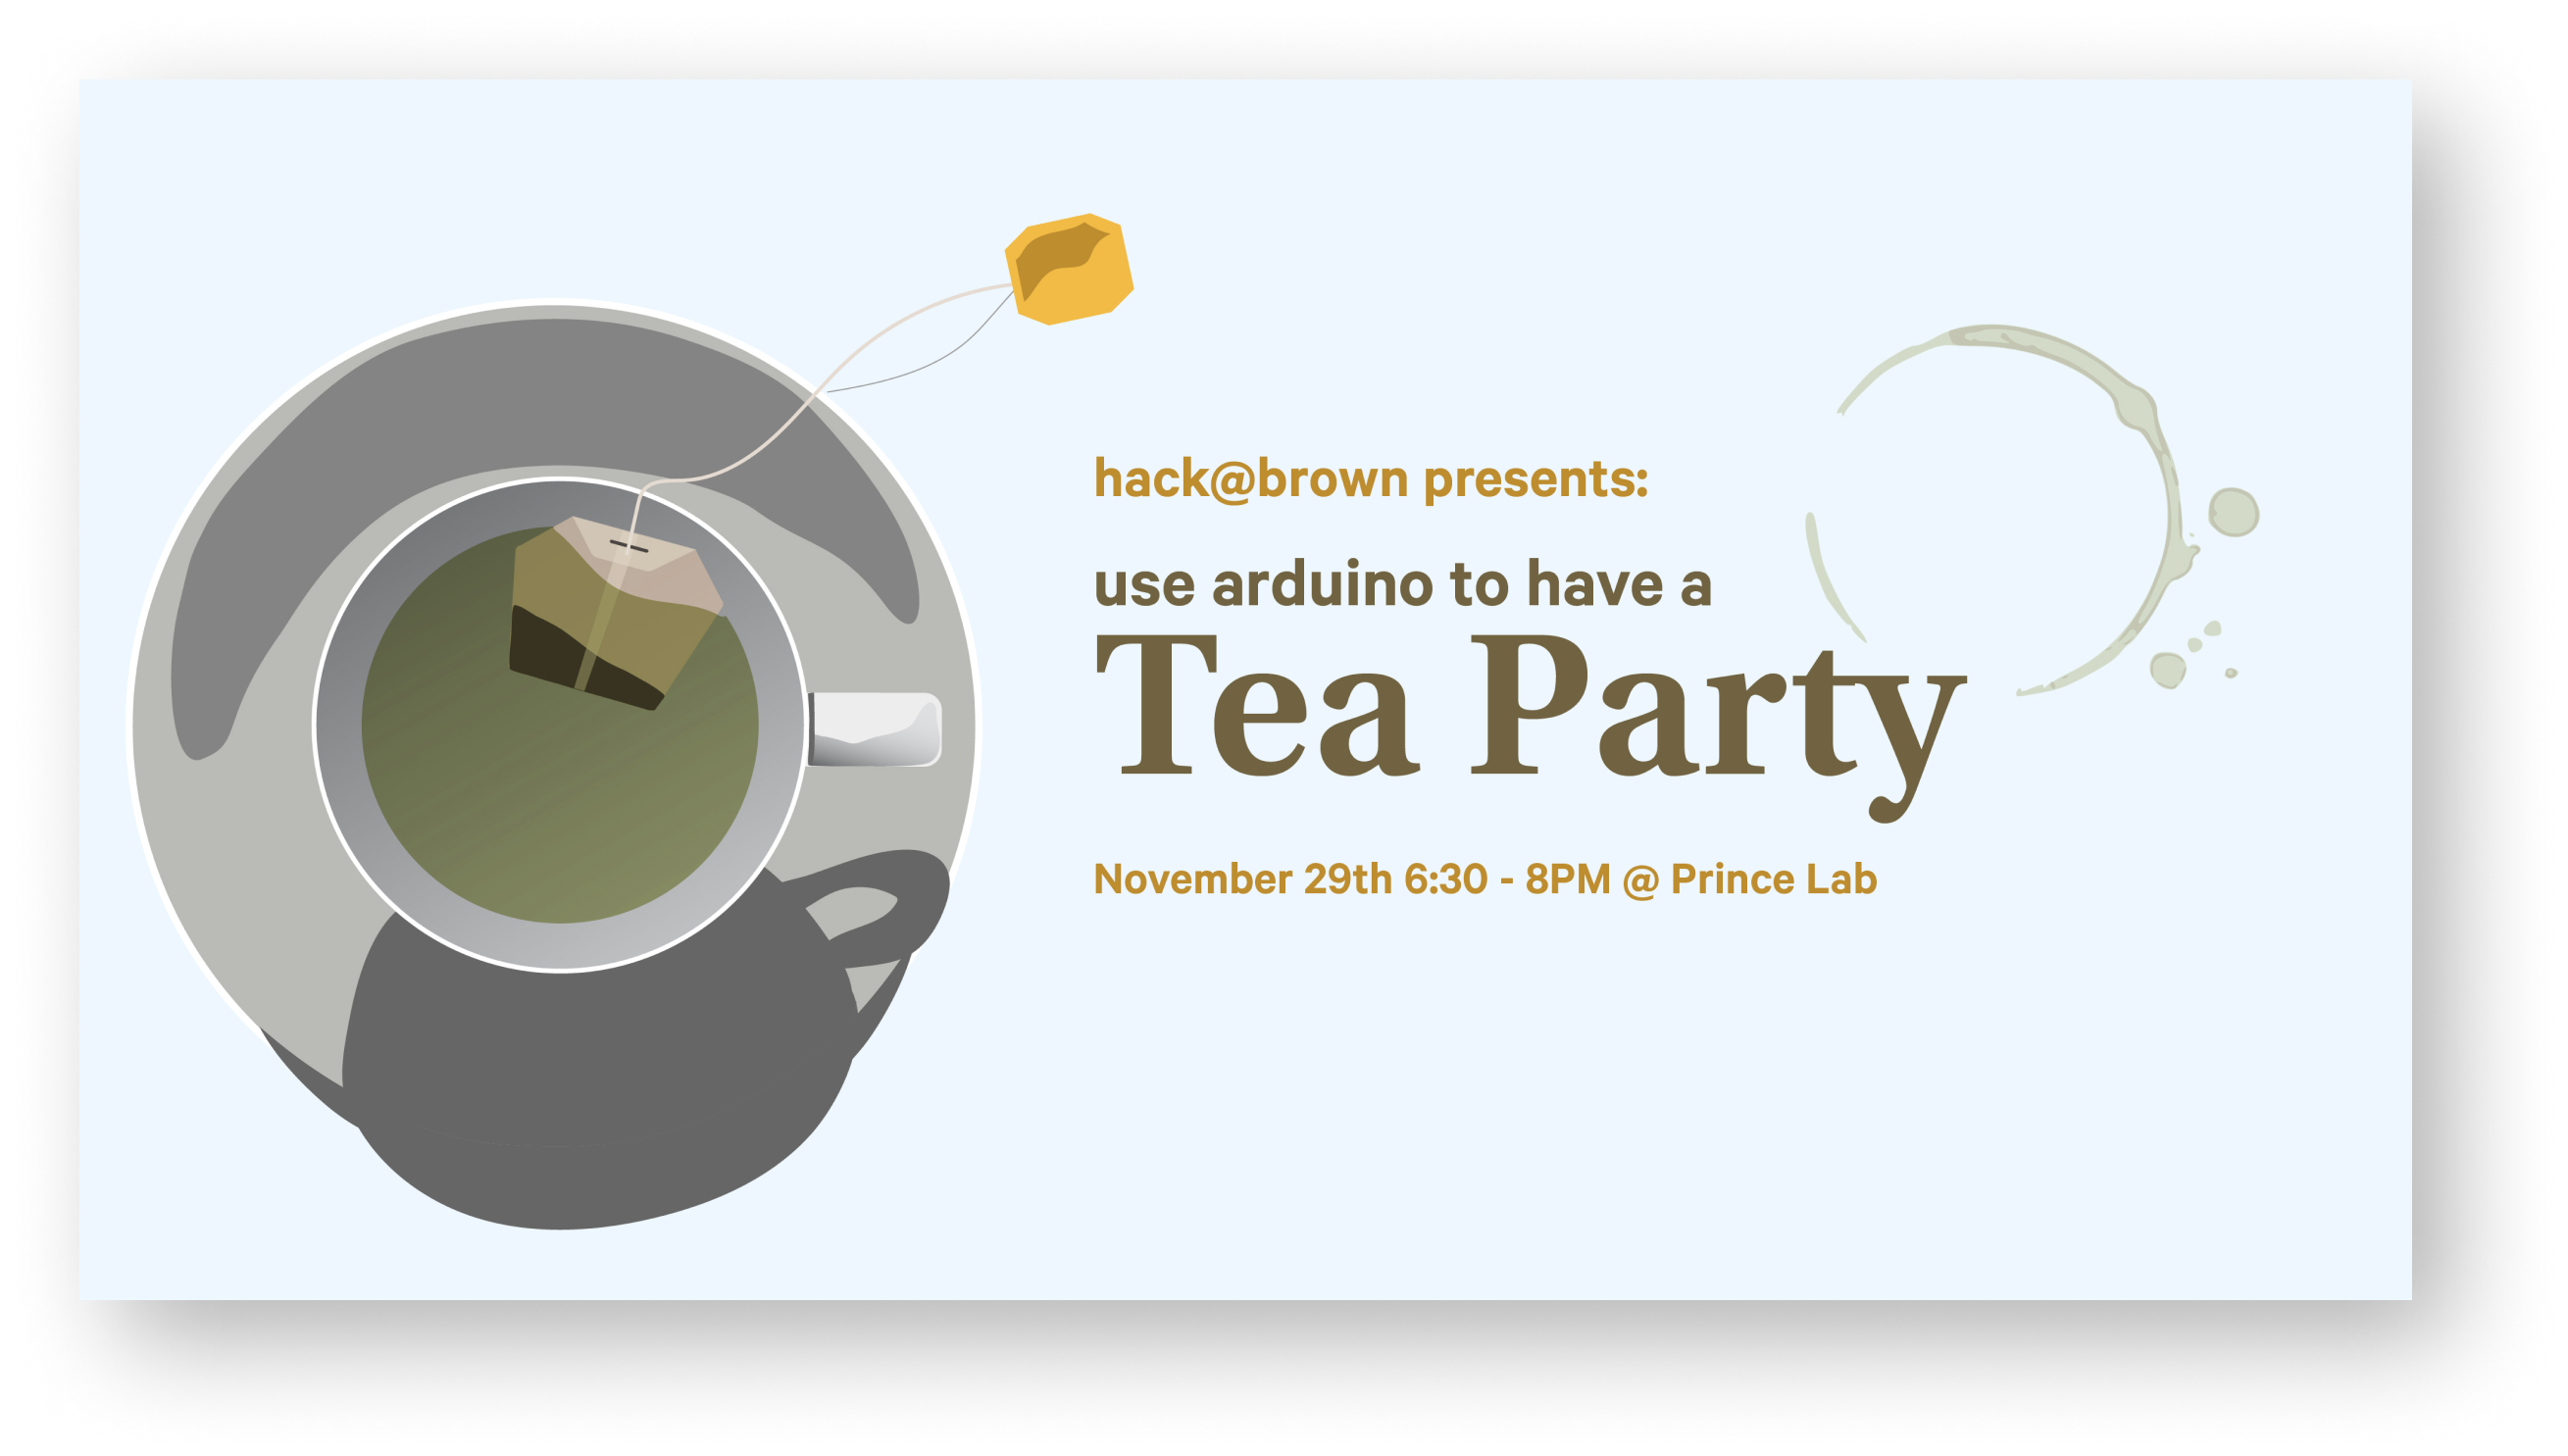 hack@brown presents:
use arduino to have a
Tea Party
November 29th 6:30 - 8PM @ Prince Lab